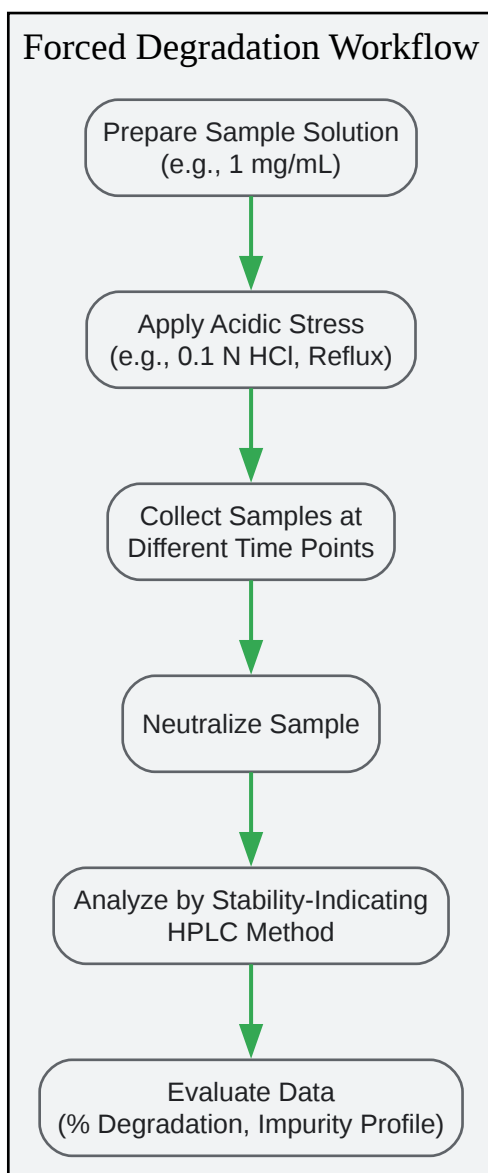 Forced Degradation Workflow
Prepare Sample Solution
(e.g., 1 mg/mL)
Apply Acidic Stress
(e.g., 0.1 N HCl, Reflux)
Collect Samples at
Different Time Points
Neutralize Sample
Analyze by Stability-Indicating
HPLC Method
Evaluate Data
(% Degradation, Impurity Profile)